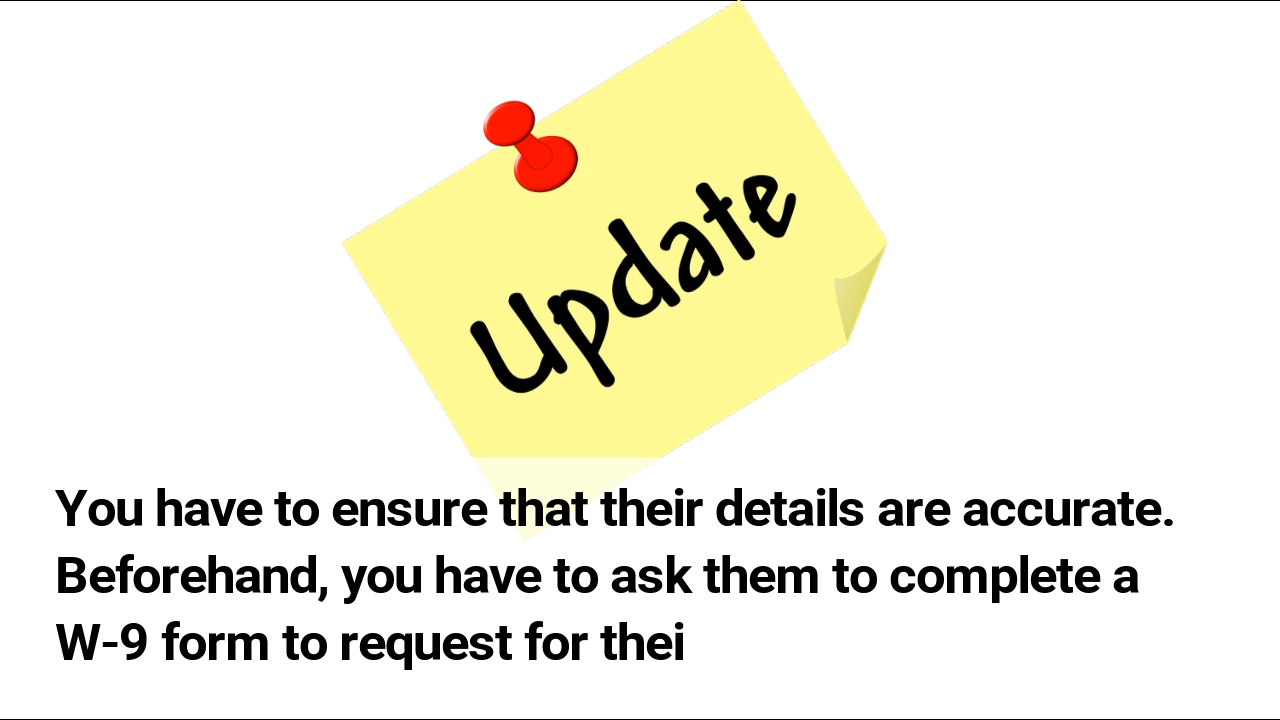 Update
You have to ensure that their details are accurate.
Beforehand, you have to ask them to complete a
W-9 form to request for thei